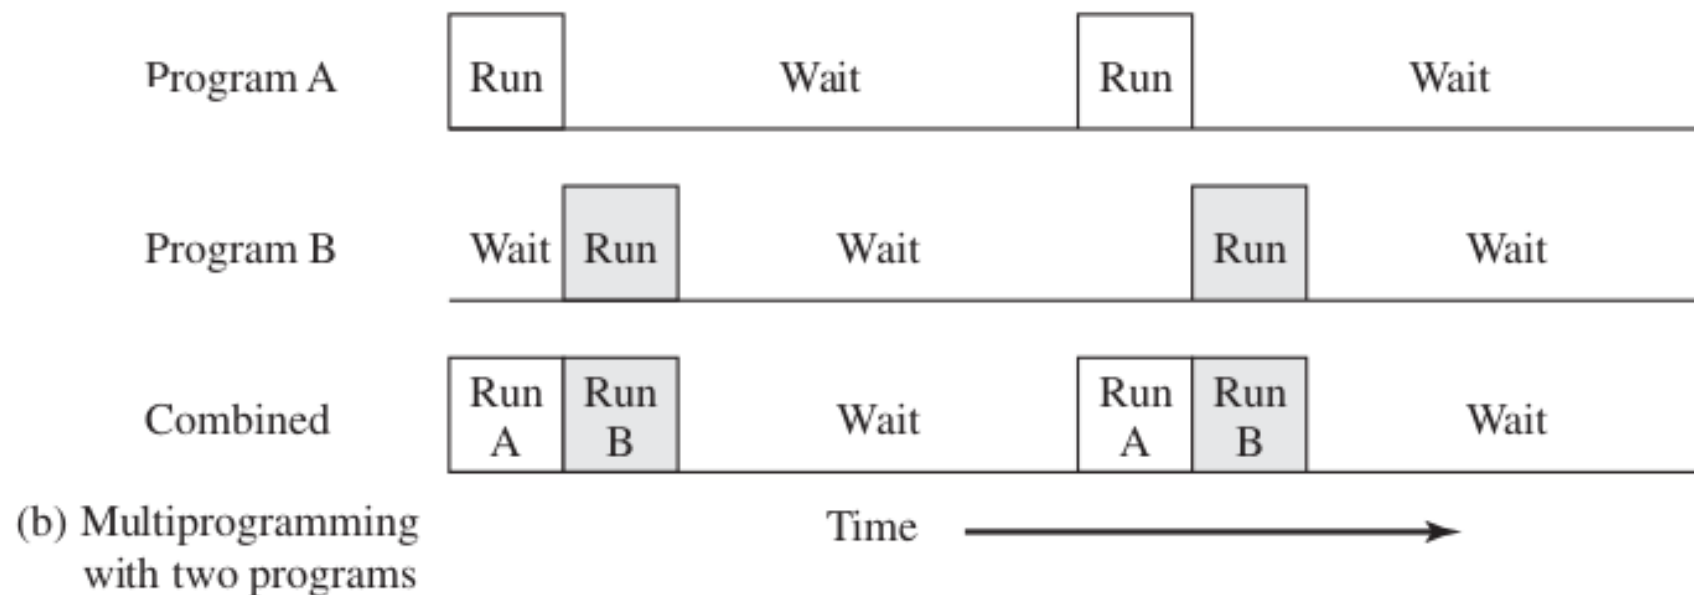 Program A Run Wait Run Wait
Program B Wait Run Wait Run Wait
Combined Run A Run B Wait Run A Run B Wait
(b) Multiprogramming Time
with two programs